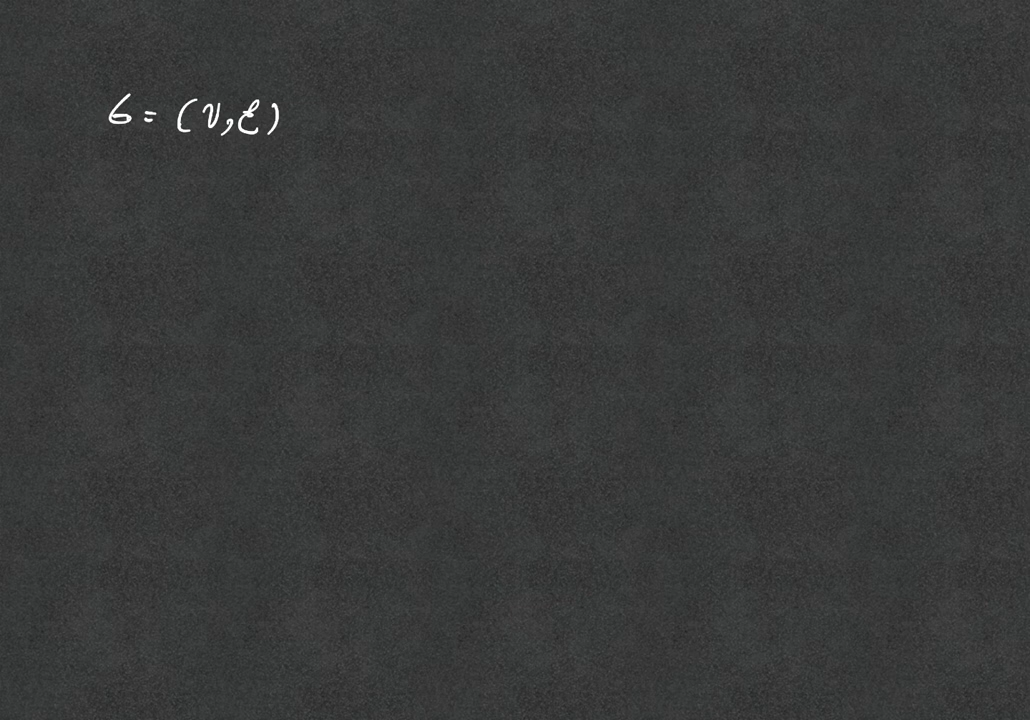 G = (V,E)